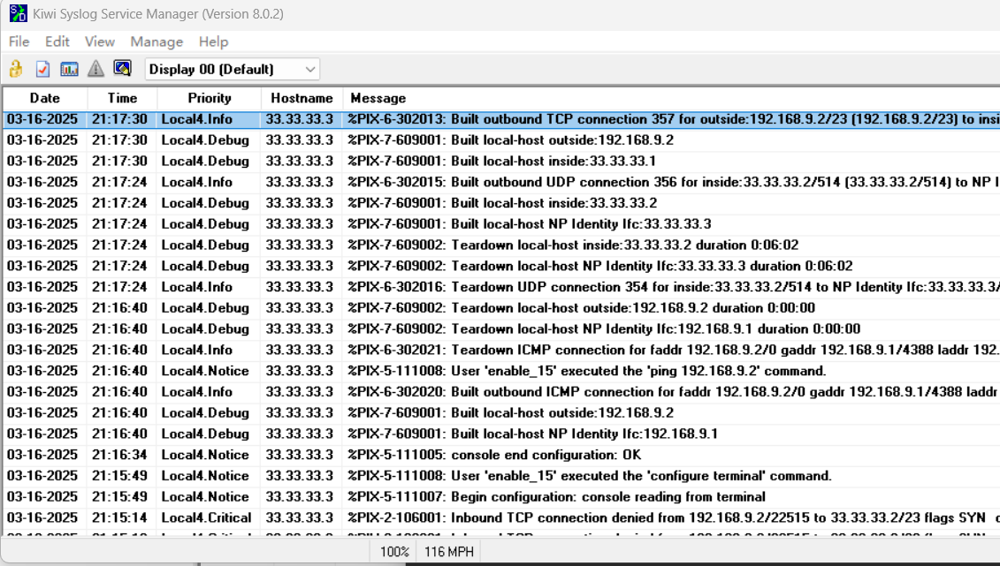 Kiwi Syslog Service Manager (Version 8.0.2)
File Edit View Manage Help
Display 00 (Default)
Date Time Priority Hostname Message
03-16-2025 21:17:30 Local4.Info 33.33.33.3 %PIX-6-302013: Built outbound TCP connection 357 for outside:192.168.9.2/23 (192.168.9.2/23) to insi
03-16-2025 21:17:30 Local4.Debug 33.33.33.3 %PIX-7-609001: Built local-host outside:192.168.9.2
03-16-2025 21:17:30 Local4.Debug 33.33.33.3 %PIX-7-609001: Built local-host inside:33.33.33.1
03-16-2025 21:17:24 Local4.Info 33.33.33.3 %PIX-6-302015: Built outbound UDP connection 356 for inside:33.33.33.2/514 (33.33.33.2/514) to NP I
03-16-2025 21:17:24 Local4.Debug 33.33.33.3 %PIX-7-609001: Built local-host inside:33.33.33.2
03-16-2025 21:17:24 Local4.Debug 33.33.33.3 %PIX-7-609001: Built local-host NP Identity Ifc:33.33.33.3
03-16-2025 21:17:24 Local4.Debug 33.33.33.3 %PIX-7-609002: Teardown local-host inside:33.33.33.2 duration 0:06:02
03-16-2025 21:17:24 Local4.Debug 33.33.33.3 %PIX-7-609002: Teardown local-host NP Identity Ifc:33.33.33.3 duration 0:06:02
03-16-2025 21:17:24 Local4.Info 33.33.33.3 %PIX-6-302016: Teardown UDP connection 354 for inside:33.33.33.2/514 to NP Identity Ifc:33.33.33.3/
03-16-2025 21:16:40 Local4.Debug 33.33.33.3 %PIX-7-609002: Teardown local-host outside:192.168.9.2 duration 0:00:00
03-16-2025 21:16:40 Local4.Debug 33.33.33.3 %PIX-7-609002: Teardown local-host NP Identity Ifc:192.168.9.1 duration 0:00:00
03-16-2025 21:16:40 Local4.Info 33.33.33.3 %PIX-6-302021: Teardown ICMP connection for faddr 192.168.9.2/0 gaddr 192.168.9.1/4388 laddr 192.
03-16-2025 21:16:40 Local4.Notice 33.33.33.3 %PIX-5-111008: User 'enable_15' executed the 'ping 192.168.9.2' command.
03-16-2025 21:16:40 Local4.Info 33.33.33.3 %PIX-6-302020: Built outbound ICMP connection for faddr 192.168.9.2/0 gaddr 192.168.9.1/4388 laddr
03-16-2025 21:16:40 Local4.Debug 33.33.33.3 %PIX-7-609001: Built local-host outside:192.168.9.2
03-16-2025 21:16:40 Local4.Debug 33.33.33.3 %PIX-7-609001: Built local-host NP Identity Ifc:192.168.9.1
03-16-2025 21:16:34 Local4.Notice 33.33.33.3 %PIX-5-111005: console end configuration: OK
03-16-2025 21:15:49 Local4.Notice 33.33.33.3 %PIX-5-111008: User 'enable_15' executed the 'configure terminal' command.
03-16-2025 21:15:49 Local4.Notice 33.33.33.3 %PIX-5-111007: Begin configuration: console reading from terminal
03-16-2025 21:15:14 Local4.Critical 33.33.33.3 %PIX-2-106001: Inbound TCP connection denied from 192.168.9.2/22515 to 33.33.33.2/23 flags SYN
100% 116 MPH